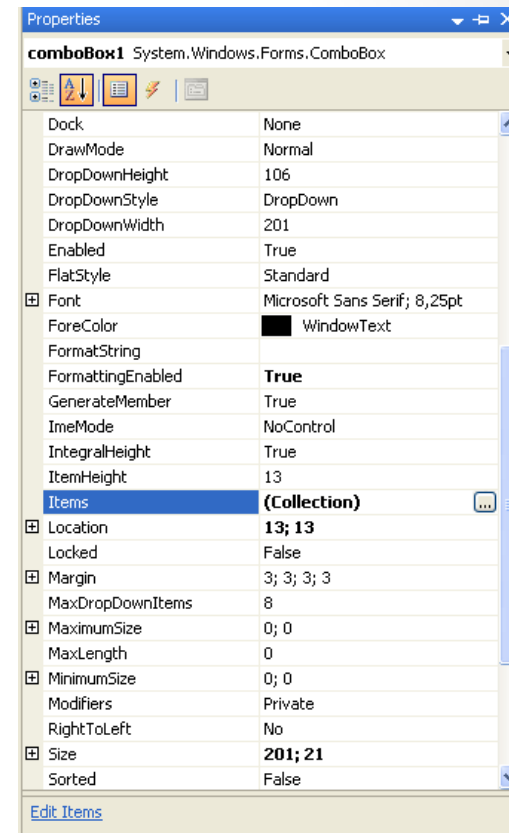 Properties
comboBox1 System.Windows.Forms.ComboBox
Dock None
DrawMode Normal
DropDownHeight 106
DropDownStyle DropDown
DropDownWidth 201
Enabled True
FlatStyle Standard
Font Microsoft Sans Serif; 8,25pt
ForeColor WindowText
FormatString
FormattingEnabled True
GenerateMember True
ImeMode NoControl
IntegralHeight True
ItemHeight 13
Items (Collection) ...
Location 13; 13
Locked False
Margin 3; 3; 3; 3
MaxDropDownItems 8
MaximumSize 0; 0
MaxLength 0
MinimumSize 0; 0
Modifiers Private
RightToLeft No
Size 201; 21
Sorted False
Edit Items